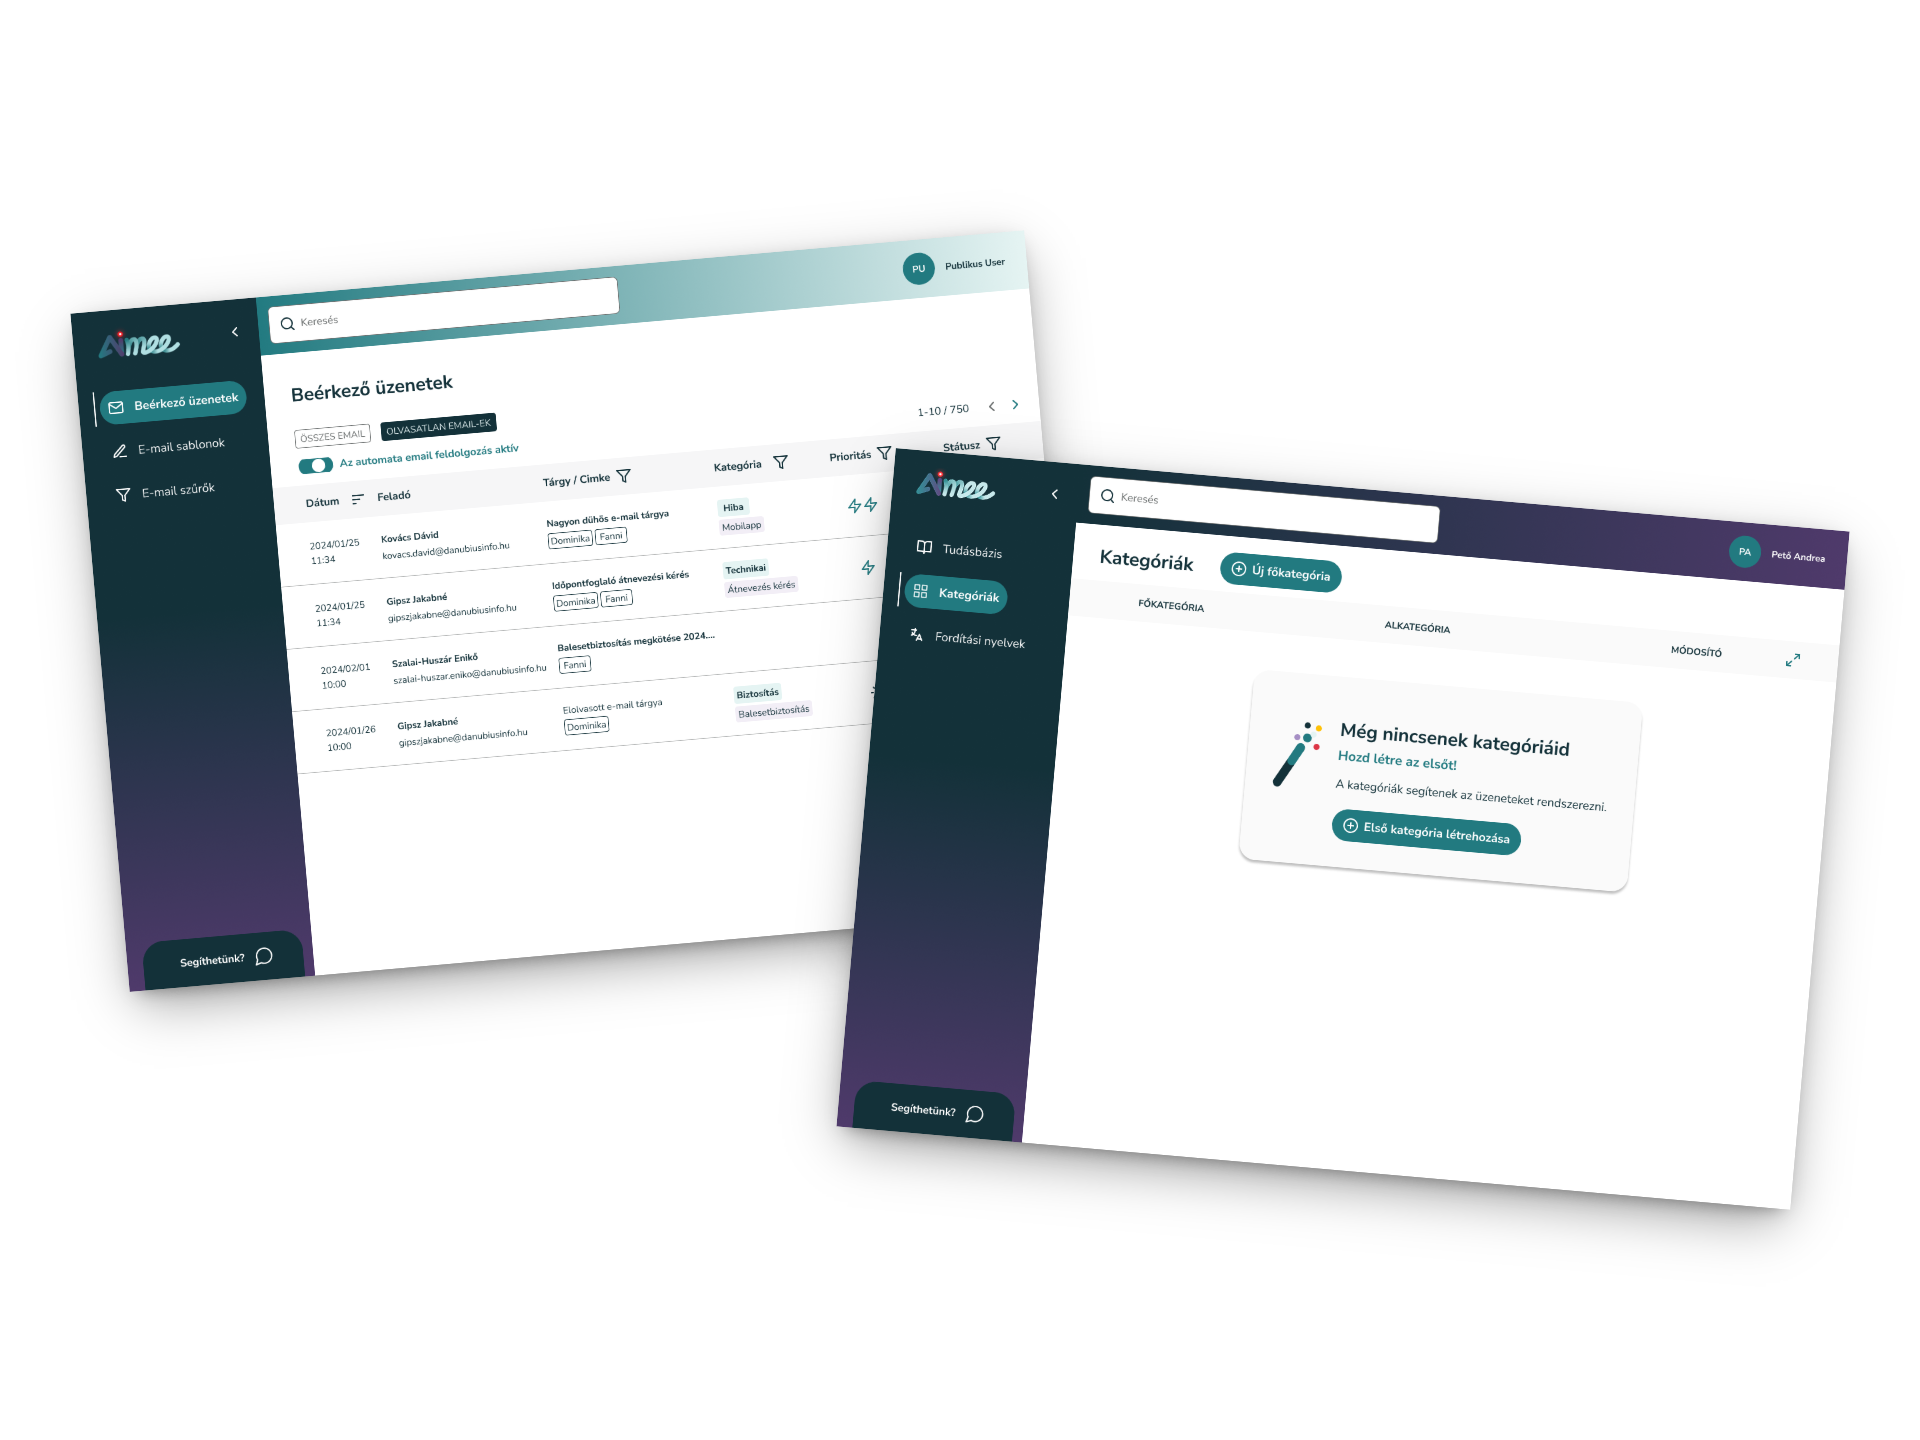 Aimee
Beérkező üzenetek
E-mail sablonok
E-mail szűrők
Segíthetünk?
Keresés
PU Publikus User
Beérkező üzenetek
ÖSSZES EMAIL OLVASATLAN EMAIL-EK
Az automata email feldolgozás aktív
1-10 / 750
Dátum Feladó Tárgy / Cimke Kategória Prioritás Státusz
2024/01/25
11:34
Kovács Dávid
kovacs.david@danubiusinfo.hu
Nagyon dühös e-mail tárgya
Dominika Fanni
Hiba
Mobilapp
2024/01/25
11:34
Gipsz Jakabné
gipszjakabne@danubiusinfo.hu
Időpontfoglaló átnevezési kérés
Dominika Fanni
Technikai
Átnevezés kérés
2024/02/01
10:00
Szalai-Huszár Enikő
szalai-huszar.eniko@danubiusinfo.hu
Balesetbiztosítás megkötése 2024....
Fanni
2024/01/26
10:00
Gipsz Jakabné
gipszjakabne@danubiusinfo.hu
Elolvasott e-mail tárgya
Dominika
Biztosítás
Balesetbiztosítás
Aimee
Tudásbázis
Kategóriák
Fordítási nyelvek
Segíthetünk?
Keresés
PA Pető Andrea
Kategóriák
Új főkategória
FŐKATEGÓRIA ALKATEGÓRIA MÓDOSÍTÓ
Még nincsenek kategóriáid
Hozd létre az elsőt!
A kategóriák segítenek az üzeneteket rendszerezni.
Első kategória létrehozása